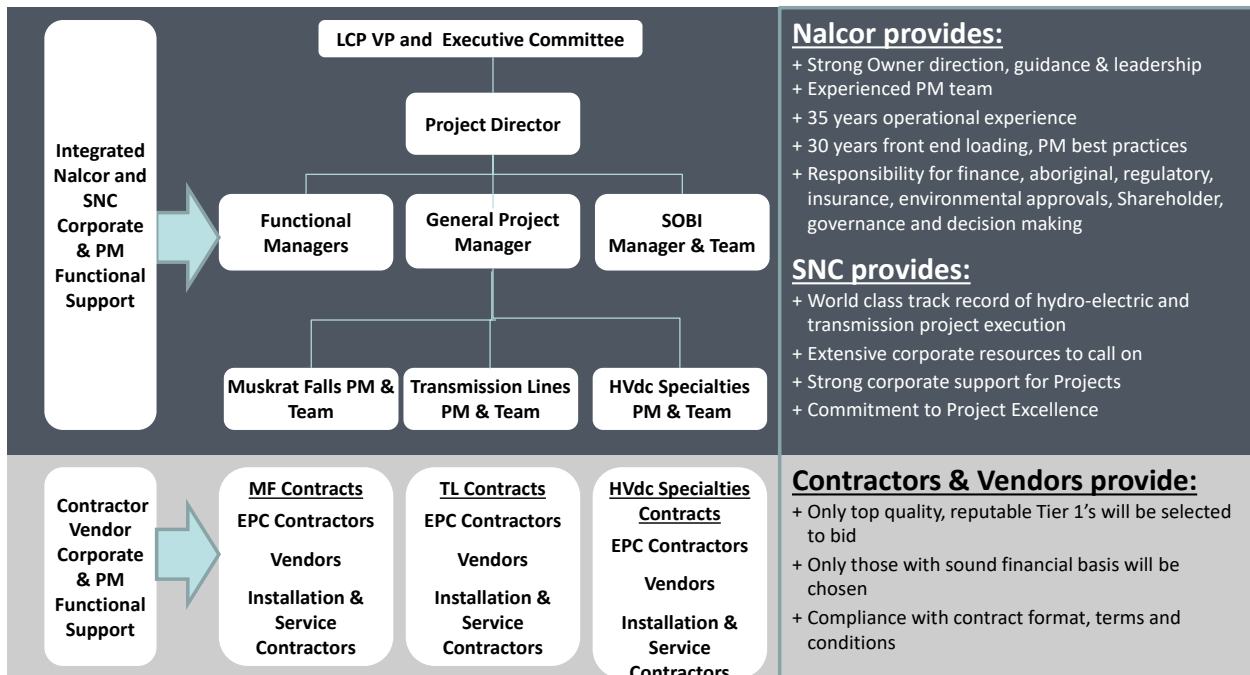 LCP VP and Executive Committee
Project Director
Integrated
Nalcor and
SNC
Corporate
& PM
Functional
Support
Functional
Managers
General Project
Manager
SOBI
Manager & Team
Muskrat Falls PM &
Team
Transmission Lines
PM & Team
HVdc Specialties
PM & Team
Nalcor provides:
+ Strong Owner direction, guidance & leadership
+ Experienced PM team
+ 35 years operational experience
+ 30 years front end loading, PM best practices
+ Responsibility for finance, aboriginal, regulatory,
insurance, environmental approvals, Shareholder,
governance and decision making
SNC provides:
+ World class track record of hydro-electric and
transmission project execution
+ Extensive corporate resources to call on
+ Strong corporate support for Projects
+ Commitment to Project Excellence
Contractor
Vendor
Corporate
& PM
Functional
Support
MF Contracts
EPC Contractors
Vendors
Installation &
Service
Contractors
TL Contracts
EPC Contractors
Vendors
Installation &
Service
Contractors
HVdc Specialties
Contracts
EPC Contractors
Vendors
Installation &
Service
Contractors
Contractors & Vendors provide:
+ Only top quality, reputable Tier 1's will be selected
to bid
+ Only those with sound financial basis will be
chosen
+ Compliance with contract format, terms and
conditions